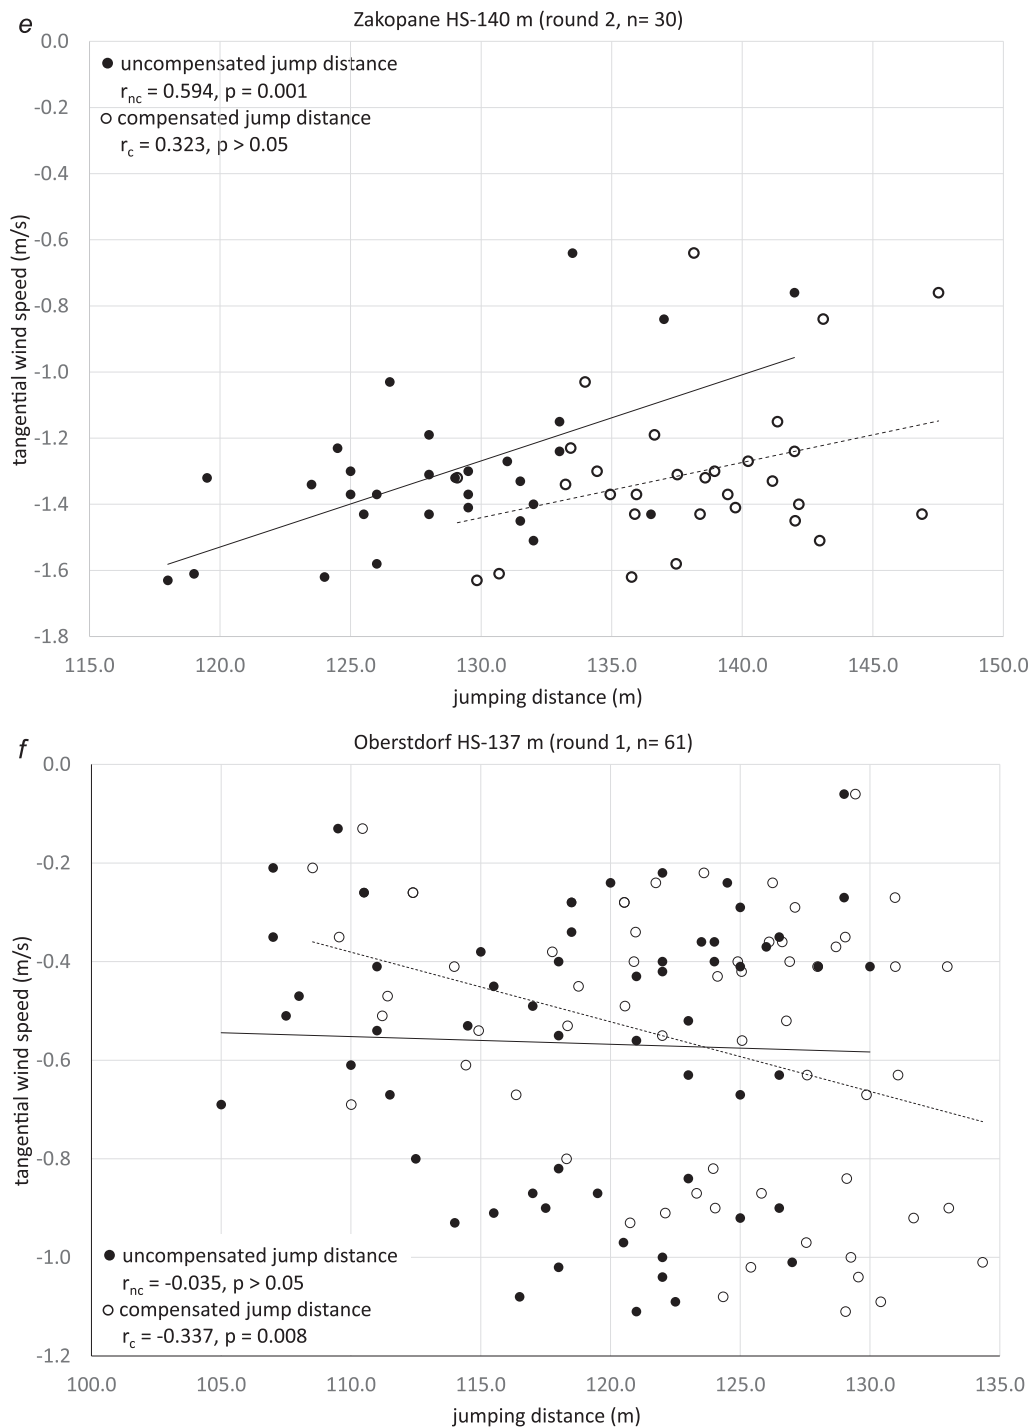 e
Zakopane HS-140 m (round 2, n= 30)
0.0
uncompensated jump distance
rnc = 0.594, p = 0.001
compensated jump distance
rc = 0.323, p > 0.05
-0.2
-0.4
-0.6
-0.8
-1.0
-1.2
-1.4
-1.6
-1.8
tangential wind speed (m/s)
115.0 120.0 125.0 130.0 135.0 140.0 145.0 150.0
jumping distance (m)
f
Oberstdorf HS-137 m (round 1, n= 61)
0.0
-0.2
-0.4
-0.6
-0.8
-1.0
-1.2
tangential wind speed (m/s)
uncompensated jump distance
rnc = -0.035, p > 0.05
compensated jump distance
rc = -0.337, p = 0.008
100.0 105.0 110.0 115.0 120.0 125.0 130.0 135.0
jumping distance (m)